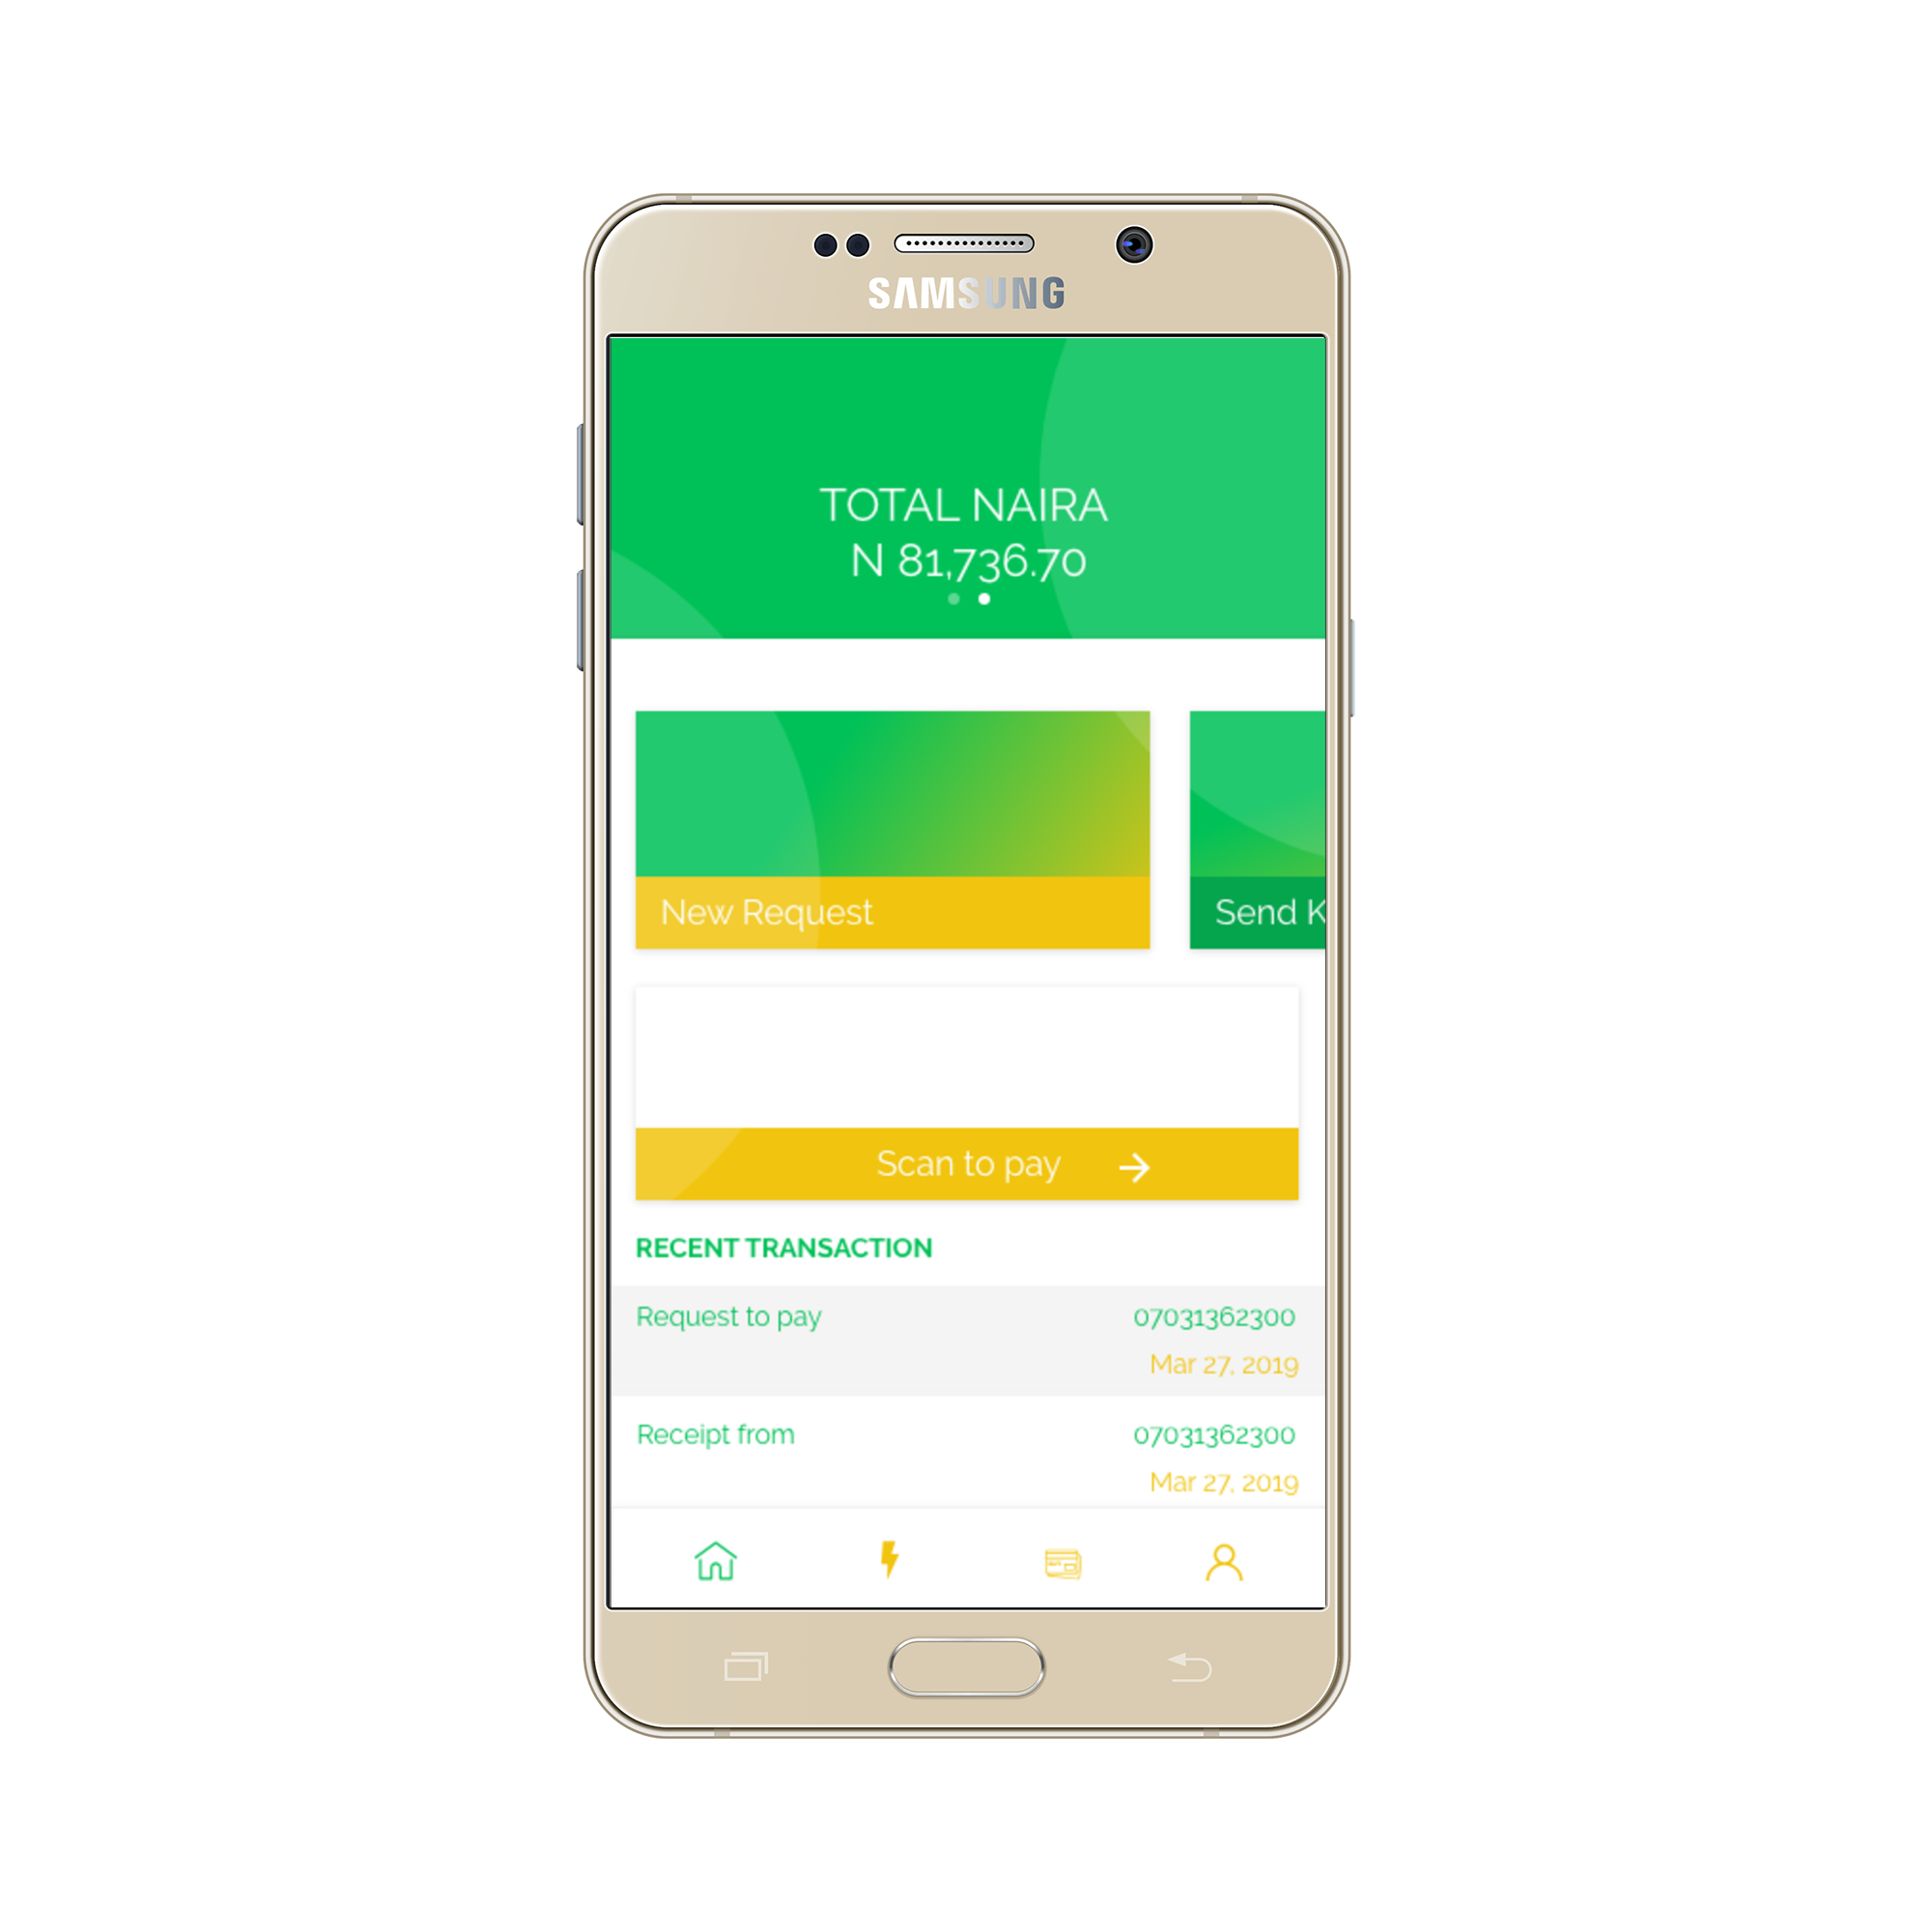 SAMSUNG
TOTAL NAIRA
N 81,736.70
New Request
Send K
Scan to pay
RECENT TRANSACTION
Request to pay 07031362300
Mar 27, 2019
Receipt from 07031362300
Mar 27, 2019